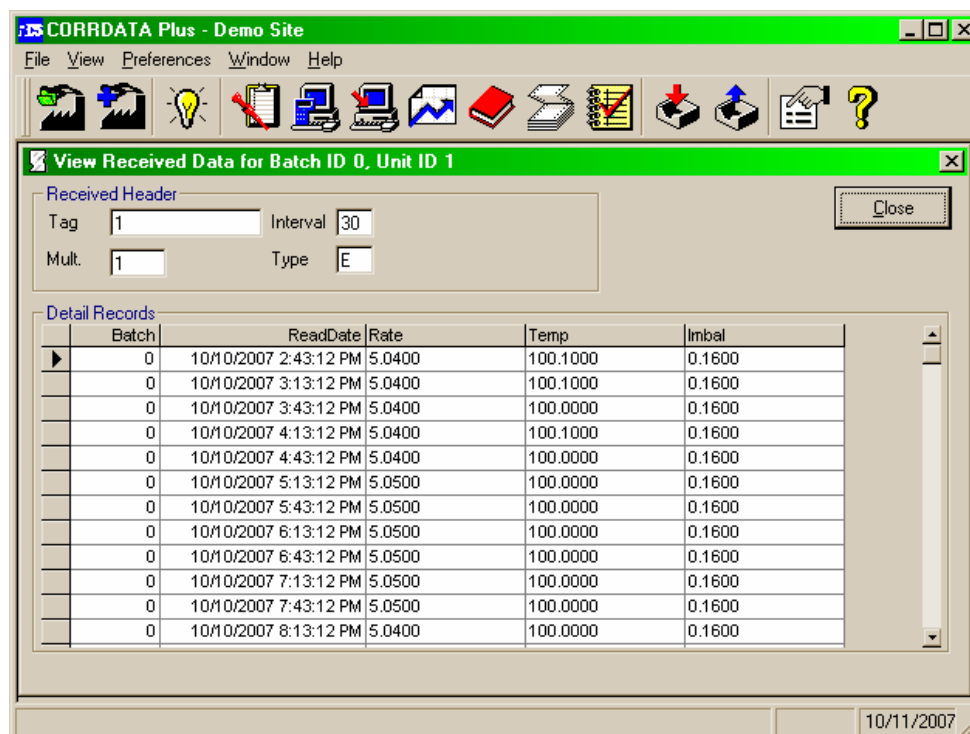 CORRDATA Plus - Demo Site
File View Preferences Window Help
View Received Data for Batch ID 0, Unit ID 1
Received Header
Tag 1 Interval 30 Close
Mult. 1 Type E
Detail Records
Batch ReadDate Rate Temp Imbal
0 10/10/2007 2:43:12 PM 5.0400 100.1000 0.1600
0 10/10/2007 3:13:12 PM 5.0400 100.1000 0.1600
0 10/10/2007 3:43:12 PM 5.0400 100.0000 0.1600
0 10/10/2007 4:13:12 PM 5.0400 100.1000 0.1600
0 10/10/2007 4:43:12 PM 5.0400 100.0000 0.1600
0 10/10/2007 5:13:12 PM 5.0500 100.0000 0.1600
0 10/10/2007 5:43:12 PM 5.0500 100.0000 0.1600
0 10/10/2007 6:13:12 PM 5.0500 100.0000 0.1600
0 10/10/2007 6:43:12 PM 5.0500 100.0000 0.1600
0 10/10/2007 7:13:12 PM 5.0500 100.0000 0.1600
0 10/10/2007 7:43:12 PM 5.0500 100.0000 0.1600
0 10/10/2007 8:13:12 PM 5.0400 100.0000 0.1600
10/11/2007